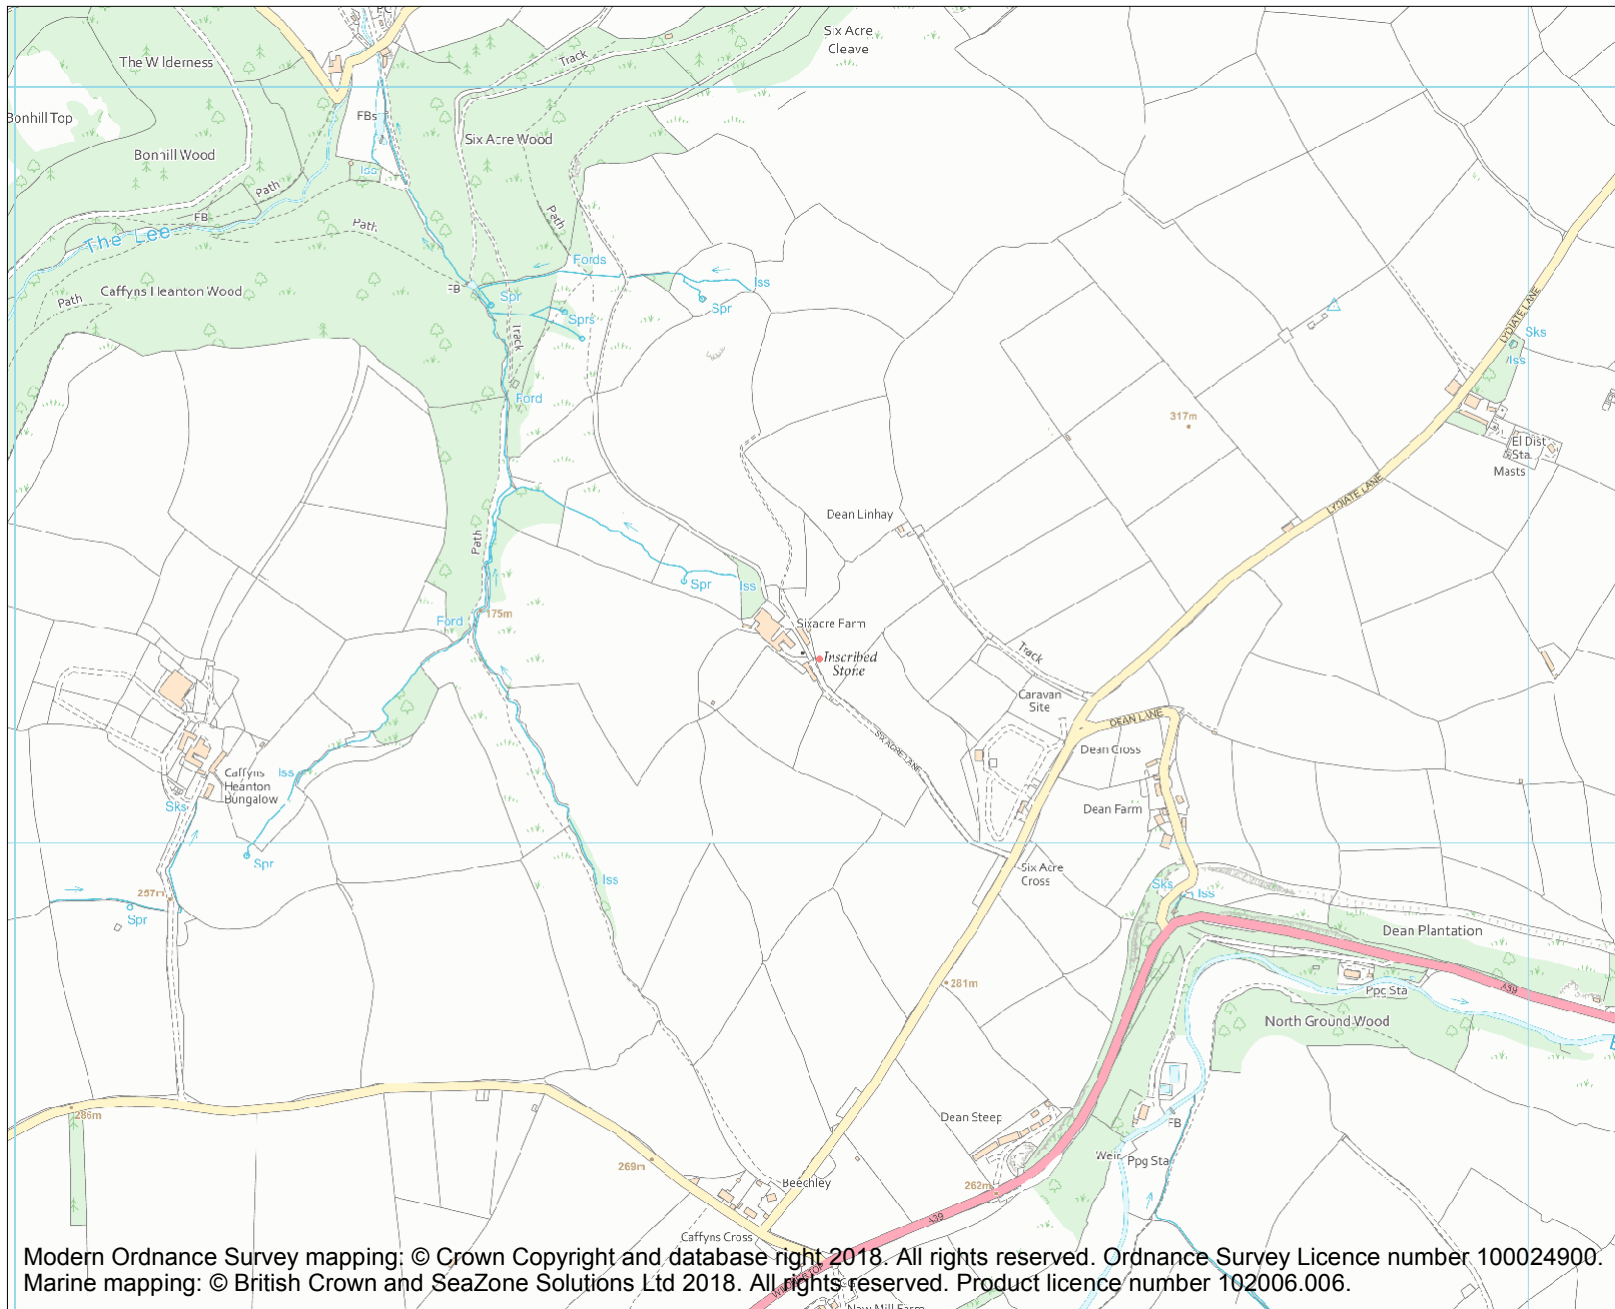 PC
Six Acre
Cleave
Track
The Wilderness
FBs
Bonhill Top
Six Acre Wood
Bonhill Wood
Iss
Path
Path
FB
Path
The Lee
Fords
Iss
FB
Spr
Spr
Caffyns Heanton Wood
Path
Sprs
Track
LYDIATE LANE
Sks
Iss
Ford
317m
El Dist
Sta
Masts
LYDIATE LANE
Dean Linhay
Path
Spr
Iss
175m
Ford
Sixacre Farm
Inscribed
Stone
Track
Caravan
Site
DEAN LANE
SIX ACRE LANE
Dean Cross
Caffyns
Heanton
Bungalow
Iss
Sks
Dean Farm
Spr
Six Acre
Cross
Iss
Sks
Iss
257m
Spr
Dean Plantation
281m
Ppg Sta
A39
North Ground Wood
286m
Dean Steep
FB
Weir
Ppg Sta
269m
Beechley
262m
A39
Caffyns Cross
Modern Ordnance Survey mapping: © Crown Copyright and database right 2018. All rights reserved. Ordnance Survey Licence number 100024900.
Marine mapping: © British Crown and SeaZone Solutions Ltd 2018. All rights reserved. Product licence number 102006.006.
New Mill Farm